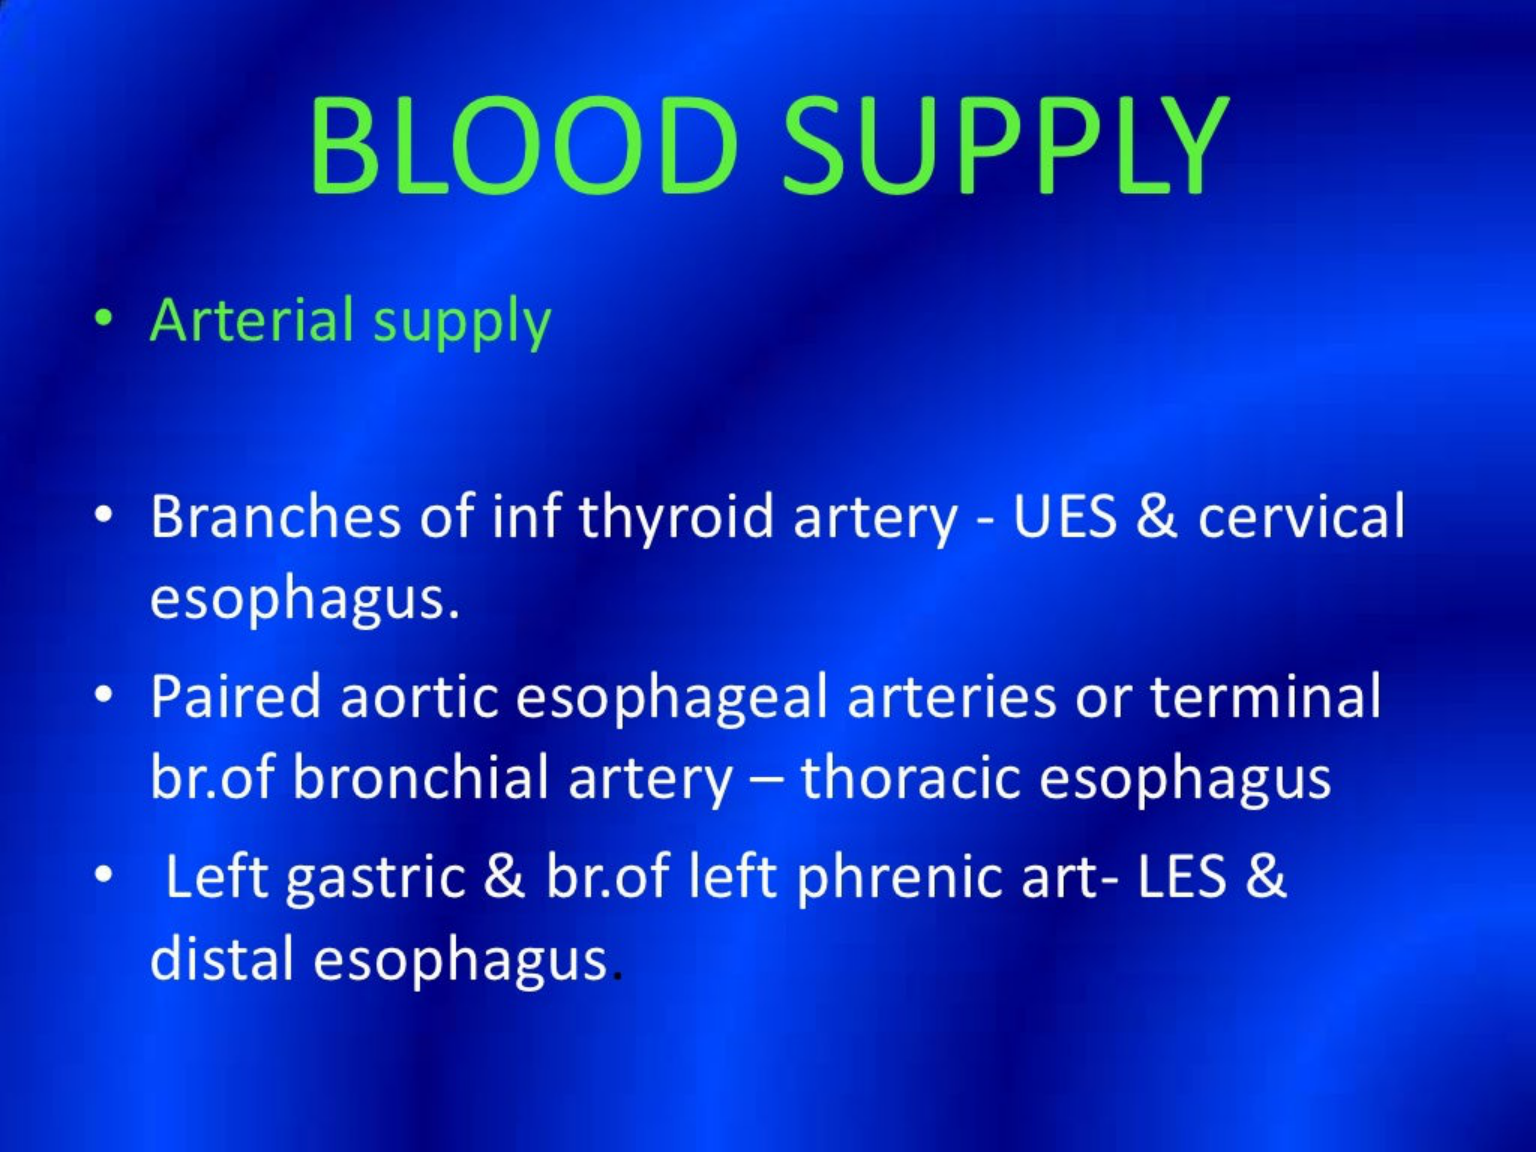 BLOOD SUPPLY
• Arterial supply
• Branches of inf thyroid artery - UES & cervical
esophagus.
• Paired aortic esophageal arteries or terminal
br.of bronchial artery – thoracic esophagus
• Left gastric & br.of left phrenic art- LES &
distal esophagus.